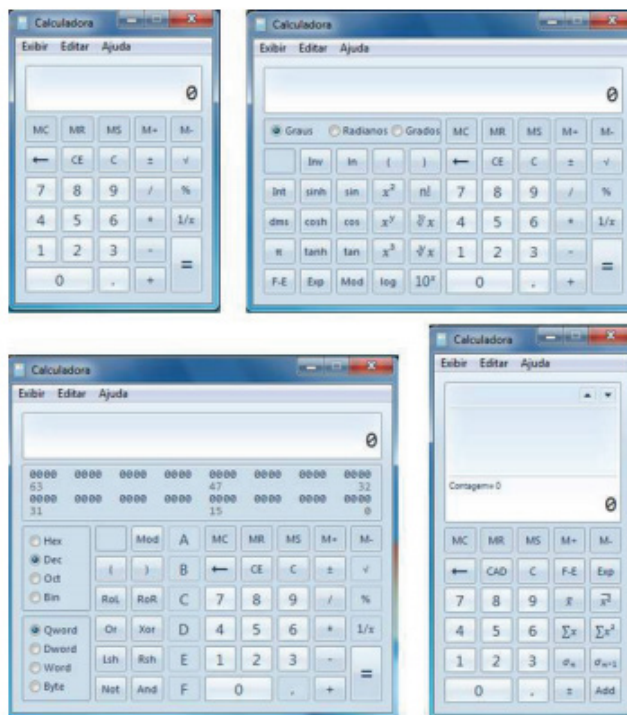 Calculadora
Exibir Editar Ajuda
0
MC MR MS M+ M-
← CE C ± √
7 8 9 / %
4 5 6 * 1/x
1 2 3 - =
0 , +
Calculadora
Exibir Editar Ajuda
0
Graus Radianos Grados MC MR MS M+ M-
Inv ln ( ) ← CE C ± √
Int sinh sin x² n! 7 8 9 / %
dms cosh cos xʸ ʸ√x 4 5 6 * 1/x
π tanh tan x³ ³√x 1 2 3 - =
F-E Exp Mod log 10ˣ 0 , +
Calculadora
Exibir Editar Ajuda
0
0000 0000 0000 0000 0000 0000 0000 0000
63 47 32
0000 0000 0000 0000 0000 0000 0000 0000
31 15 0
Hex Mod A MC MR MS M+ M-
Dec ( ) B ← CE C ± √
Oct
Bin RoL RoR C 7 8 9 / %
Qword Or Xor D 4 5 6 * 1/x
Dword
Word Lsh Rsh E 1 2 3 - =
Byte Not And F 0 , +
Calculadora
Exibir Editar Ajuda
Contagem= 0
0
MC MR MS M+ M-
← CAD C F-E Exp
7 8 9 x̅ x̅²
4 5 6 Σx Σx²
1 2 3 σₙ σₙ₋₁
0 , ± Add